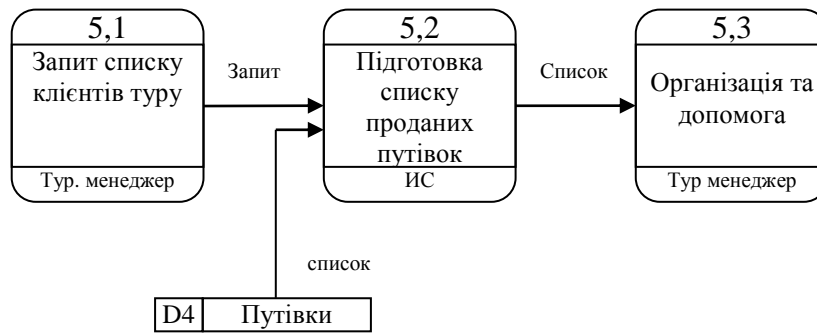 5,1
Запит списку
клієнтів туру
Тур. менеджер
Запит
5,2
Підготовка
списку
проданих
путівок
ИС
Список
5,3
Організація та
допомога
Тур менеджер
список
D4 Путівки